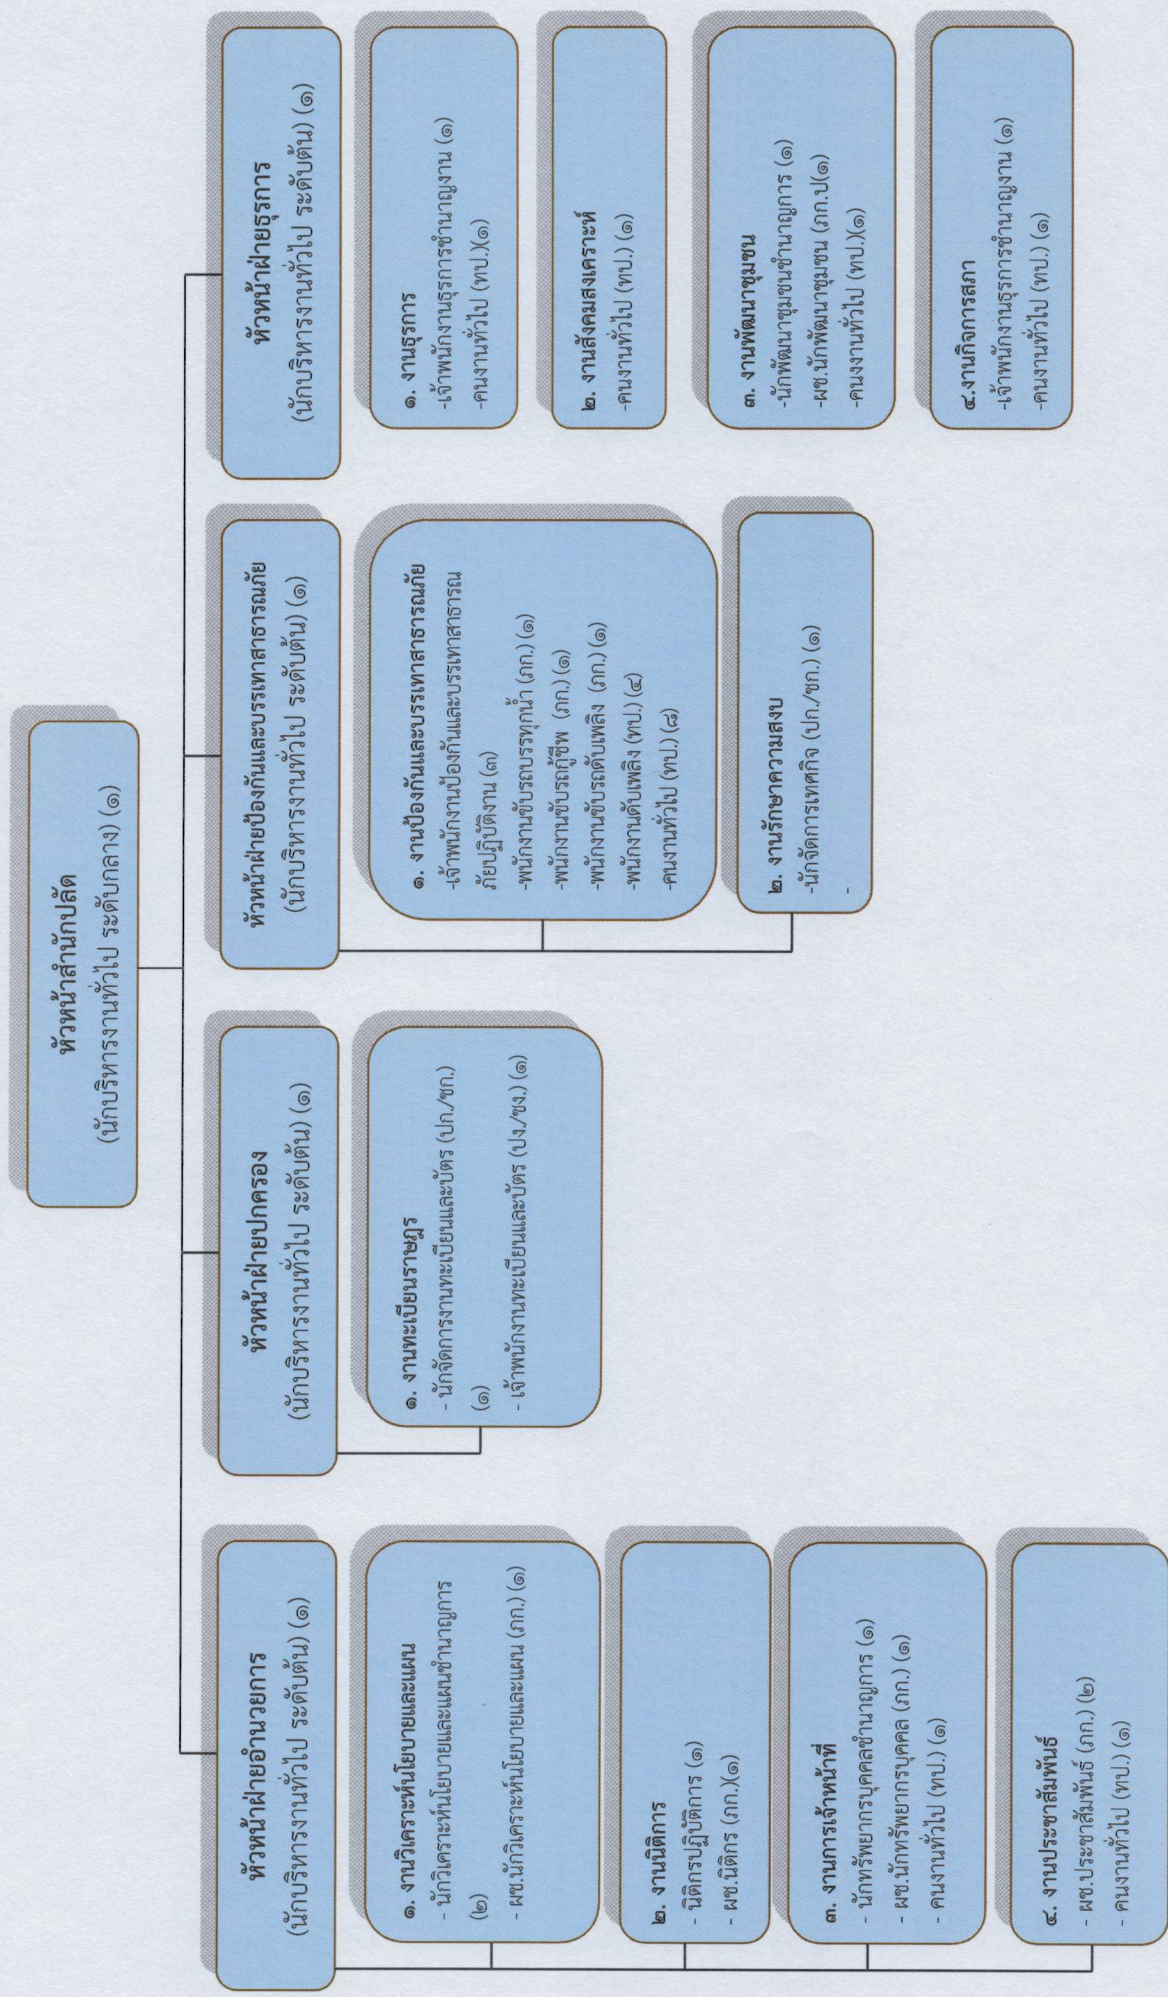 หัวหน้าสำนักปลัด
(นักบริหารงานทั่วไป ระดับกลาง) (๑)
หัวหน้าฝ่ายอำนวยการ
(นักบริหารงานทั่วไป ระดับต้น) (๑)
๑. งานวิเคราะห์นโยบายและแผน
- นักวิเคราะห์นโยบายและแผนชำนาญการ
(๒)
- ผช.นักวิเคราะห์นโยบายและแผน (ภก.) (๑)
๒. งานนิติการ
- นิติกรปฏิบัติการ (๑)
- ผช.นิติกร (ภก.)(๑)
๓. งานการเจ้าหน้าที่
- นักทรัพยากรบุคคลชำนาญการ (๑)
- ผช.นักทรัพยากรบุคคล (ภก.) (๑)
- คนงานทั่วไป (ทป.) (๑)
๔. งานประชาสัมพันธ์
- ผช.ประชาสัมพันธ์ (ภก.) (๒)
- คนงานทั่วไป (ทป.) (๑)
หัวหน้าฝ่ายปกครอง
(นักบริหารงานทั่วไป ระดับต้น) (๑)
๑. งานทะเบียนราษฎร
- นักจัดการงานทะเบียนและบัตร (ปก./ชก.)
(๑)
- เจ้าพนักงานทะเบียนและบัตร (ปง./ชง.) (๑)
หัวหน้าฝ่ายป้องกันและบรรเทาสาธารณภัย
(นักบริหารงานทั่วไป ระดับต้น) (๑)
๑. งานป้องกันและบรรเทาสาธารณภัย
-เจ้าพนักงานป้องกันและบรรเทาสาธารณ
ภัยปฏิบัติงาน (๓)
-พนักงานขับรถบรรทุกน้ำ (ภก.) (๑)
-พนักงานขับรถกู้ชีพ (ภก.) (๑)
-พนักงานขับรถดับเพลิง (ภก.) (๑)
-พนักงานดับเพลิง (ทป.) (๔)
-คนงานทั่วไป (ทป.) (๘)
๒. งานรักษาความสงบ
-นักจัดการเทศกิจ (ปก./ชก.) (๑)
-
หัวหน้าฝ่ายธุรการ
(นักบริหารงานทั่วไป ระดับต้น) (๑)
๑. งานธุรการ
-เจ้าพนักงานธุรการชำนาญงาน (๑)
-คนงานทั่วไป (ทป.)(๑)
๒. งานสังคมสงเคราะห์
-คนงานทั่วไป (ทป.) (๑)
๓. งานพัฒนาชุมชน
-นักพัฒนาชุมชนชำนาญการ (๑)
-ผช.นักพัฒนาชุมชน (ภก.ป(๑)
-คนงงานทั่วไป (ทป.)(๑)
๔.งานกิจการสภา
-เจ้าพนักงานธุรการชำนาญงาน (๑)
-คนงานทั่วไป (ทป.) (๑)